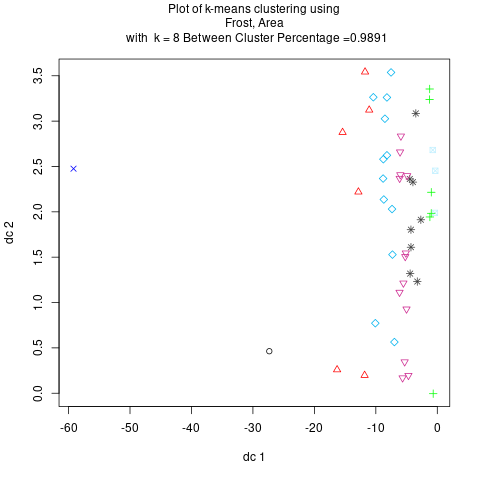 Plot of k-means clustering using
Frost, Area
with  k = 8 Between Cluster Percentage =0.9891
3.5
3.0
2.5
2.0
1.5
1.0
0.5
0.0
dc 2
-60 -50 -40 -30 -20 -10 0
dc 1